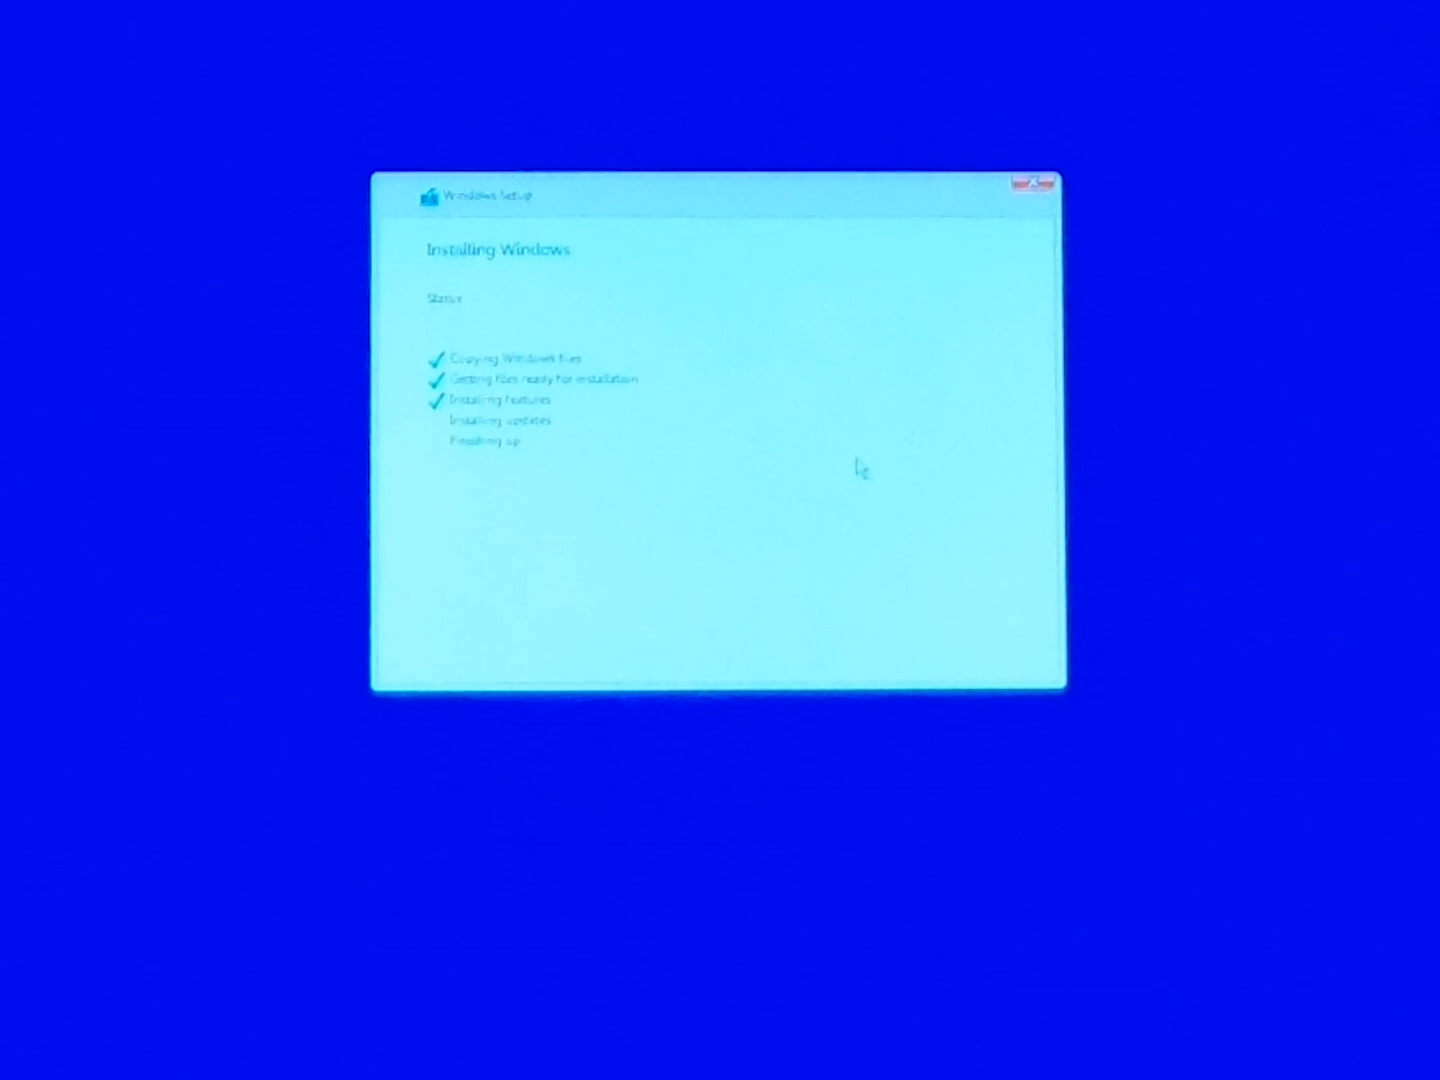 Windows Setup
Installing Windows
Status
Copying Windows files
Getting files ready for installation
Installing features
Installing updates
Finishing up